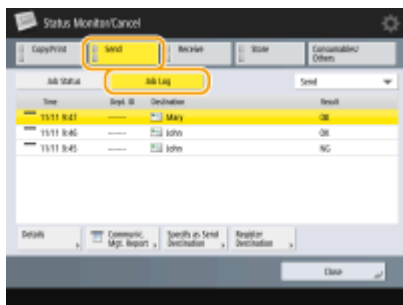 Status Monitor/Cancel
Copy/Print
Send
Receive
Store
Consumables/
Others
Job Status
Job Log
Send
Time
Dept. ID
Destination
Result
11/11 9:47
--------
Mary
OK
11/11 9:46
--------
John
OK
11/11 9:45
--------
John
NG
Details
Communic.
Mgt. Report
Specify as Send
Destination
Register
Destination
Close